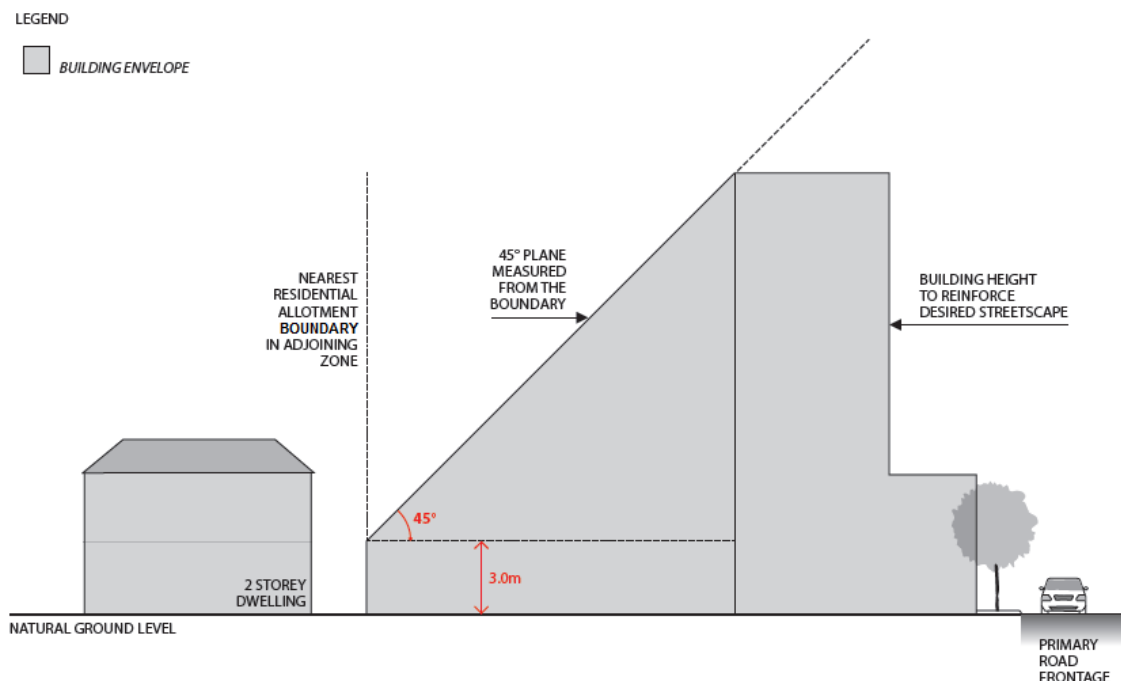 LEGEND
BUILDING ENVELOPE
NEAREST
RESIDENTIAL
ALLOTMENT
BOUNDARY
IN ADJOINING
ZONE
45º PLANE
MEASURED
FROM THE
BOUNDARY
BUILDING HEIGHT
TO REINFORCE
DESIRED STREETSCAPE
45°
3.0m
2 STOREY
DWELLING
NATURAL GROUND LEVEL
PRIMARY
ROAD
FRONTAGE